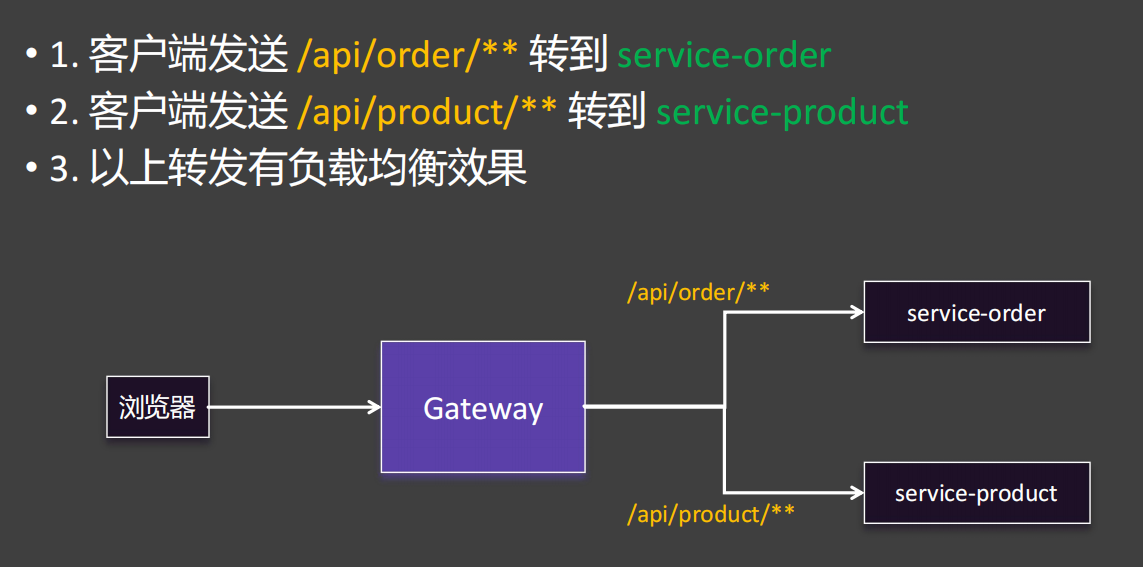 • 1. 客户端发送 /api/order/** 转到 service-order
• 2. 客户端发送 /api/product/** 转到 service-product
• 3. 以上转发有负载均衡效果
/api/order/**
service-order
浏览器
Gateway
service-product
/api/product/**